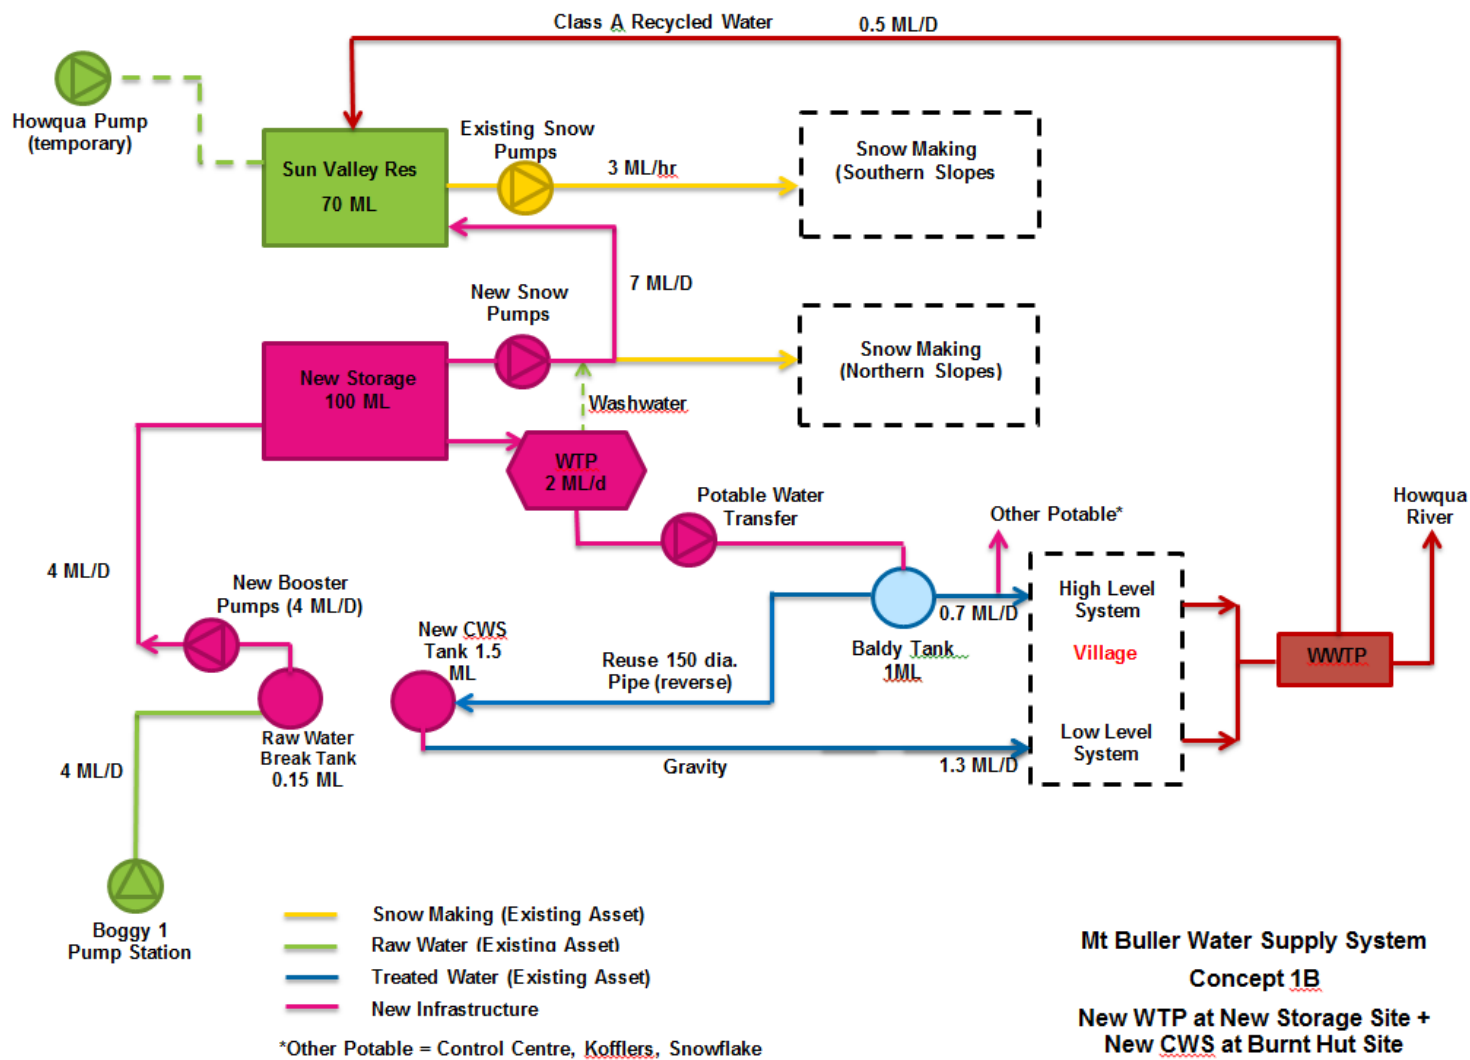 Class A Recycled Water
0.5 ML/D
Howqua Pump
(temporary)
Sun Valley Res
70 ML
Existing Snow
Pumps
3 ML/hr
Snow Making
(Southern Slopes
7 ML/D
New Snow
Pumps
Snow Making
(Northern Slopes)
New Storage
100 ML
Washwater
WTP
2 ML/d
Potable Water
Transfer
Other Potable*
Howqua
River
4 ML/D
New Booster
Pumps (4 ML/D)
New CWS
Tank 1.5
ML
Reuse 150 dia.
Pipe (reverse)
Baldy Tank
1ML
0.7 ML/D
High Level
System
Village
WWTP
Low Level
System
Raw Water
Break Tank
0.15 ML
4 ML/D
Gravity
1.3 ML/D
Boggy 1
Pump Station
Snow Making (Existing Asset)
Raw Water (Existing Asset)
Treated Water (Existing Asset)
New Infrastructure
*Other Potable = Control Centre, Kofflers, Snowflake
Mt Buller Water Supply System
Concept 1B
New WTP at New Storage Site +
New CWS at Burnt Hut Site